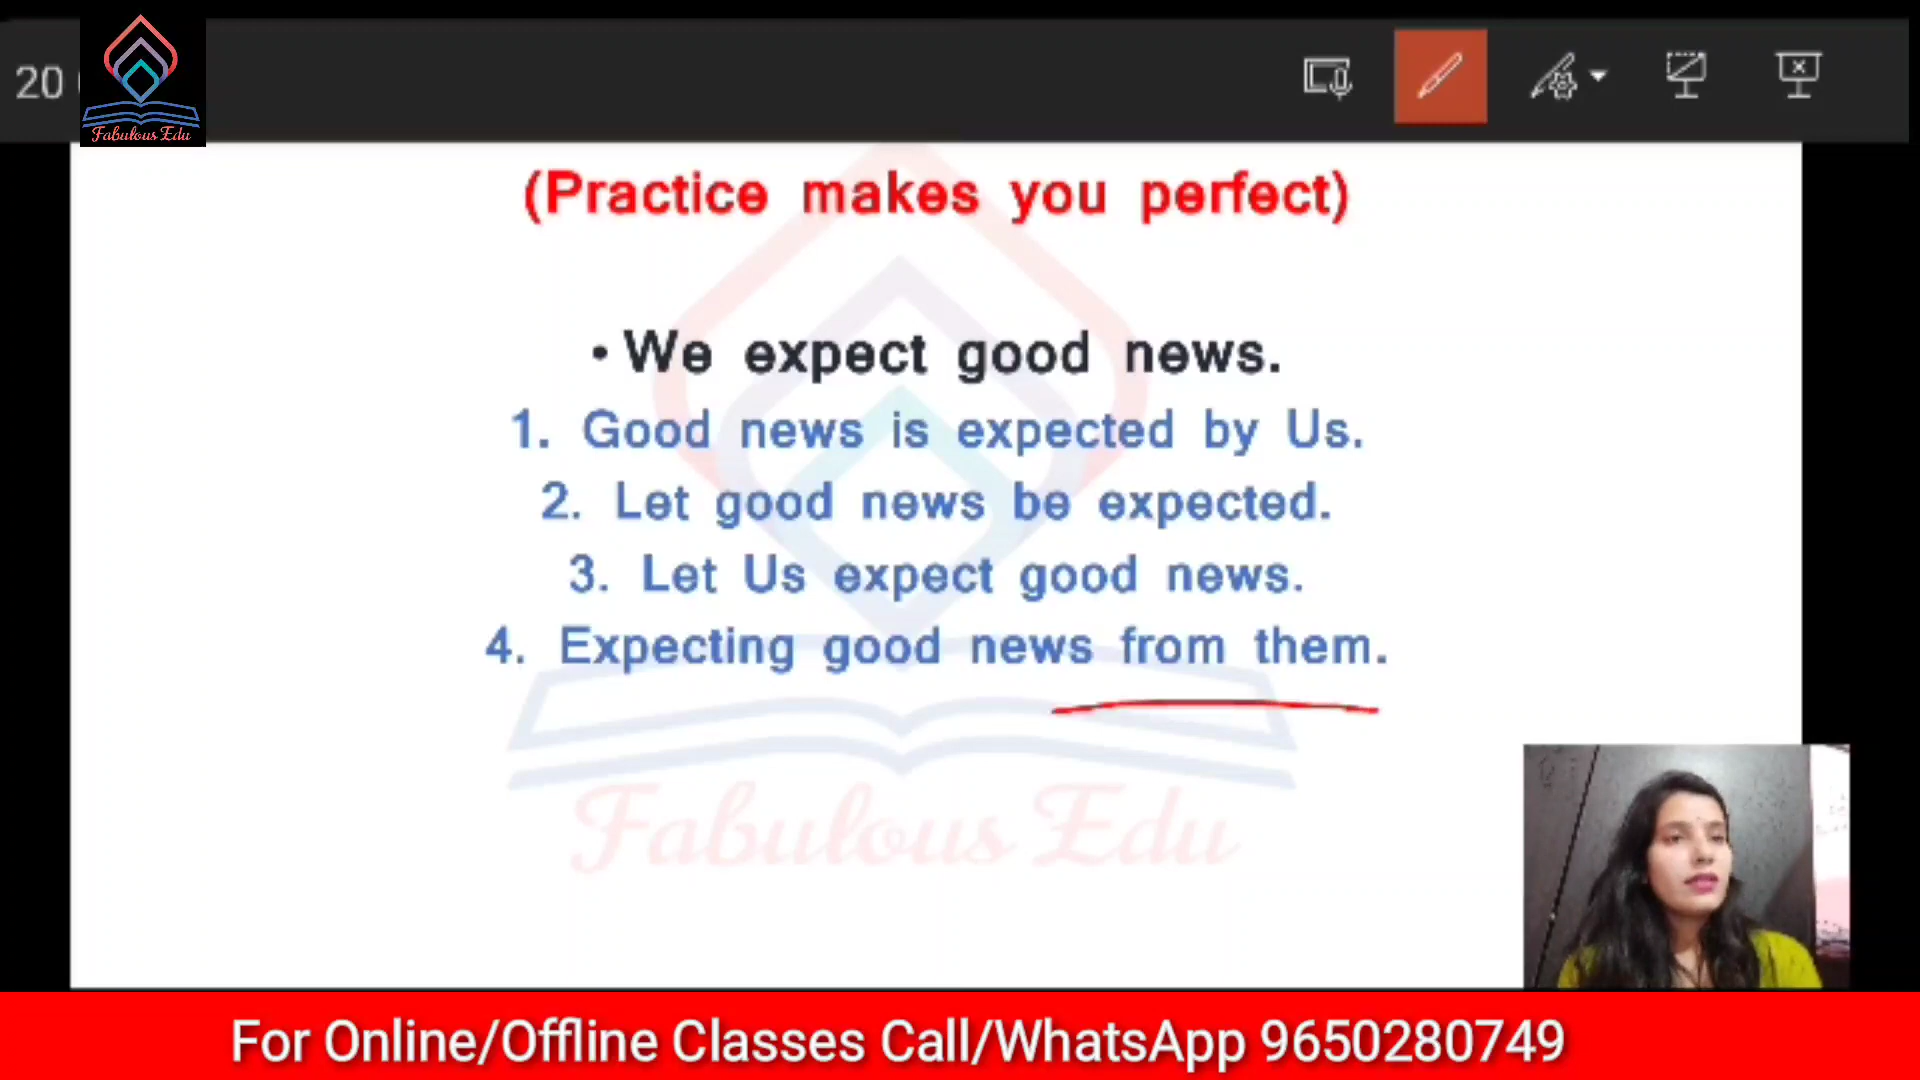 20
Fabulous Edu
(Practice makes you perfect)
• We expect good news.
1. Good news is expected by Us.
2. Let good news be expected.
3. Let Us expect good news.
4. Expecting good news from them.
Fabulous Edu
For Online/Offline Classes Call/WhatsApp 9650280749